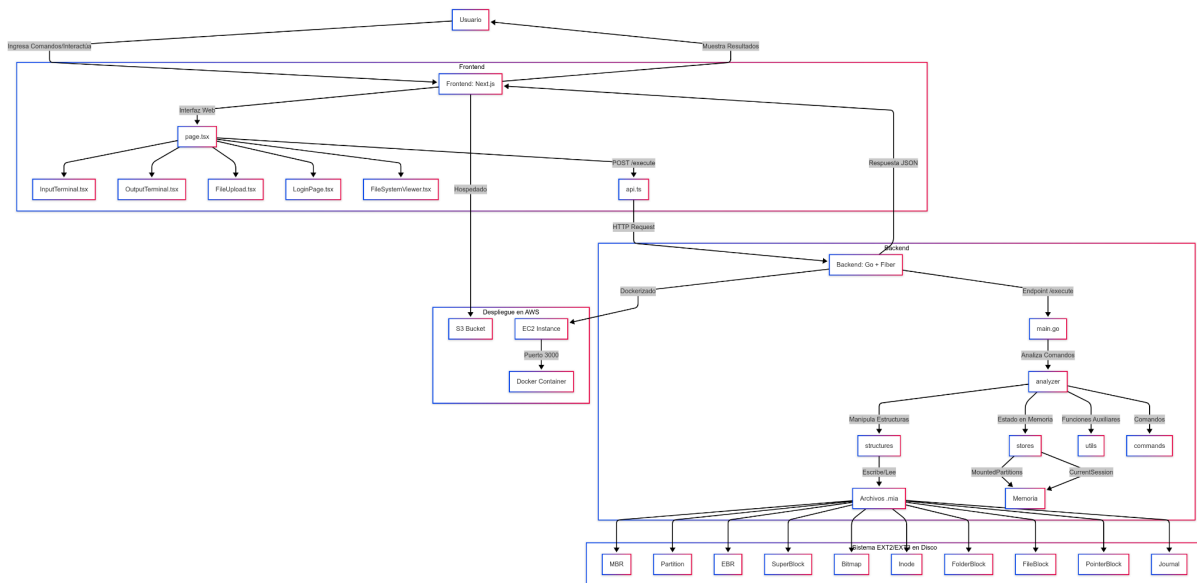 Usuario
Ingresa Comandos/Interactúa
Muestra Resultados
Frontend
Frontend: Next.js
Interfaz Web
page.tsx
POST /execute
Respuesta JSON
InputTerminal.tsx
OutputTerminal.tsx
FileUpload.tsx
LoginPage.tsx
FileSystemViewer.tsx
Hospedado
api.ts
HTTP Request
Backend
Backend: Go + Fiber
Dockerizado
Endpoint /execute
Despliegue en AWS
S3 Bucket
EC2 Instance
main.go
Puerto 3000
Analiza Comandos
Docker Container
analyzer
Manipula Estructuras
Estado en Memoria
Funciones Auxiliares
Comandos
structures
stores
utils
commands
Escribe/Lee
MountedPartitions
CurrentSession
Archivos .mia
Memoria
Sistema EXT2/EXT3 en Disco
MBR
Partition
EBR
SuperBlock
Bitmap
Inode
FolderBlock
FileBlock
PointerBlock
Journal